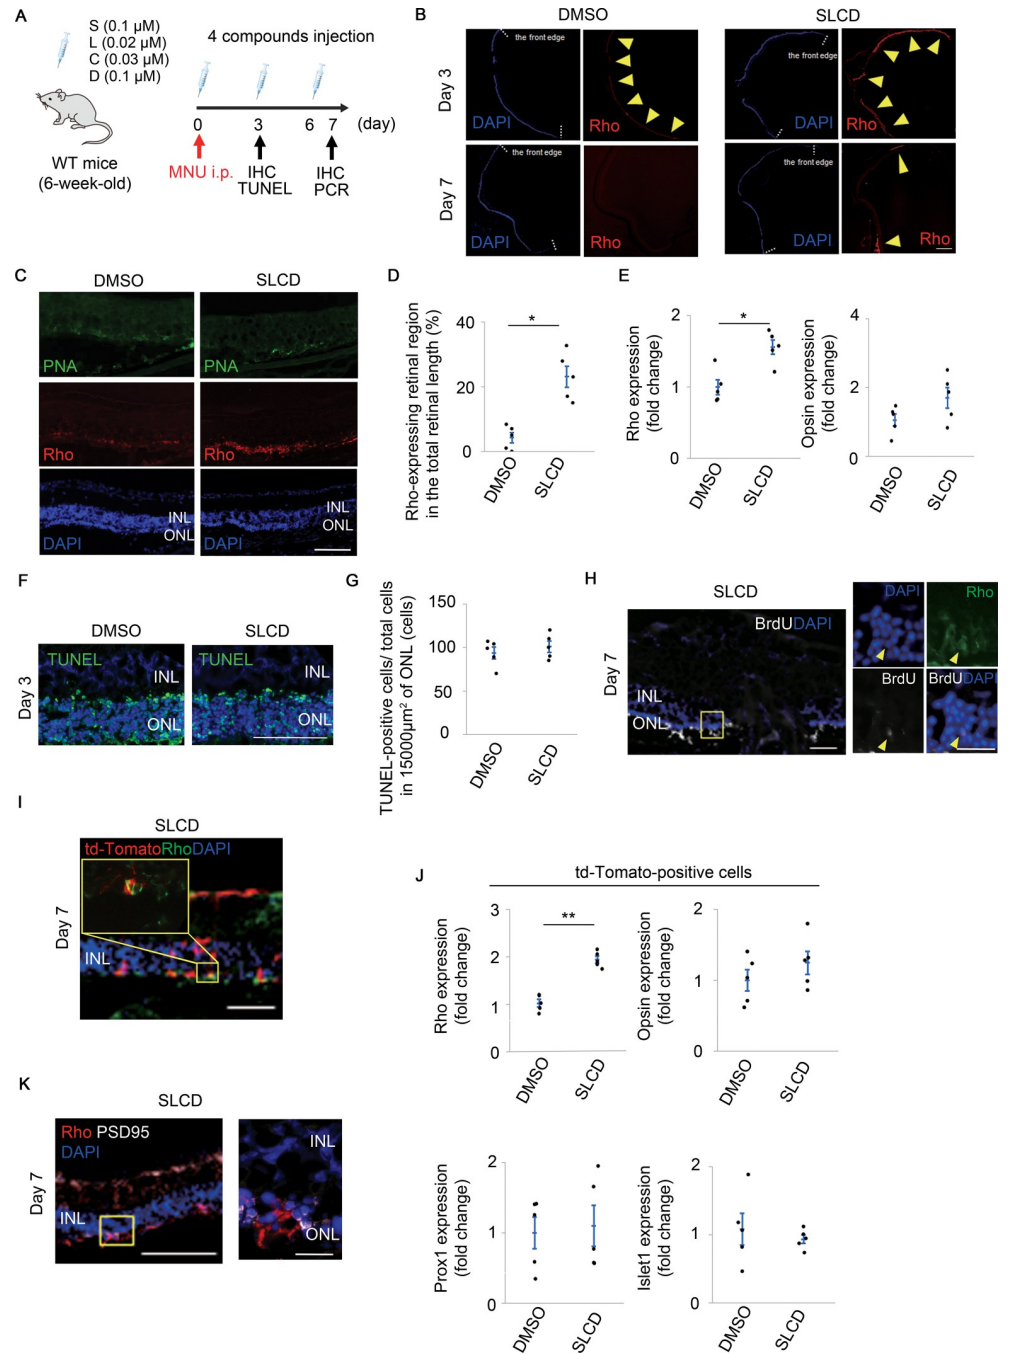 A
S (0.1 µM)
L (0.02 µM)
C (0.03 µM)
D (0.1 µM)
4 compounds injection
0 3 6 7 (day)
MNU i.p.
IHC
TUNEL
IHC
PCR
WT mice
(6-week-old)
B
DMSO
SLCD
Day 3
the front edge
DAPI
Rho
the front edge
DAPI
Rho
Day 7
the front edge
DAPI
Rho
the front edge
DAPI
Rho
C
DMSO
SLCD
PNA
PNA
Rho
Rho
INL
ONL
DAPI
INL
ONL
DAPI
D
Rho-expressing retinal region
in the total retinal length (%)
40
20
0
*
DMSO
SLCD
E
Rho expression
(fold change)
2
1
0
*
DMSO
SLCD
Opsin expression
(fold change)
4
2
0
DMSO
SLCD
F
DMSO
SLCD
Day 3
TUNEL
INL
ONL
TUNEL
INL
ONL
G
TUNEL-positive cells/ total cells
in 15000µm² of ONL (cells)
150
100
50
0
DMSO
SLCD
H
SLCD
Day 7
BrdUDAPI
INL
ONL
DAPI
Rho
BrdU
BrdUDAPI
I
SLCD
Day 7
td-TomatoRhoDAPI
INL
J
td-Tomato-positive cells
Rho expression
(fold change)
3
2
1
0
**
DMSO
SLCD
Opsin expression
(fold change)
2
1
0
DMSO
SLCD
Prox1 expression
(fold change)
2
1
0
DMSO
SLCD
Islet1 expression
(fold change)
2
1
0
DMSO
SLCD
K
SLCD
Day 7
Rho PSD95
DAPI
INL
INL
ONL